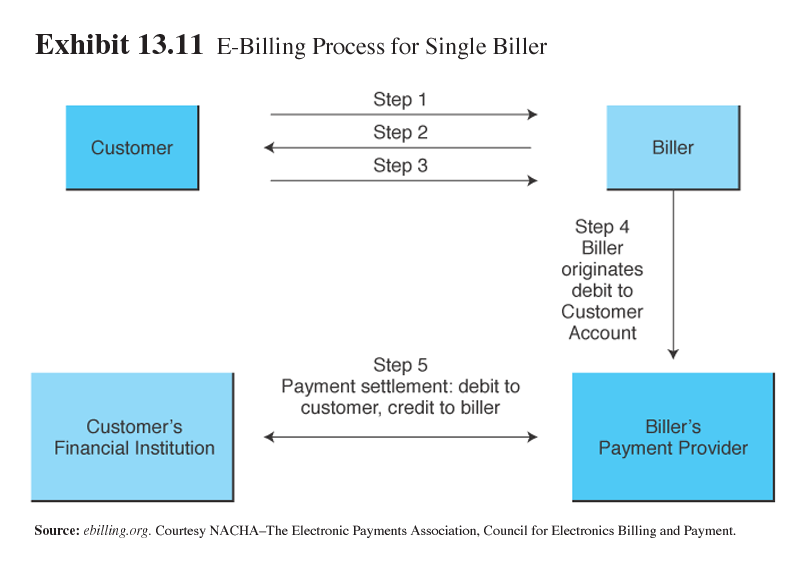 Exhibit 13.11 E-Billing Process for Single Biller
Step 1
Customer
Step 2
Biller
Step 3
Step 4
Biller
originates
debit to
Customer
Account
Step 5
Payment settlement: debit to
customer, credit to biller
Customer’s
Financial Institution
Biller’s
Payment Provider
Source: ebilling.org. Courtesy NACHA–The Electronic Payments Association, Council for Electronics Billing and Payment.